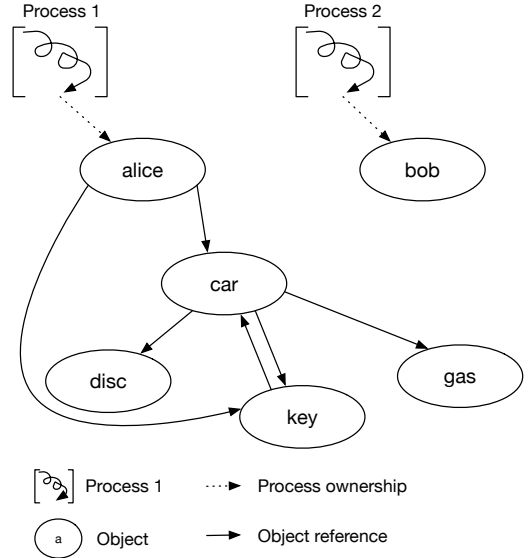 Process 1
Process 2
alice
bob
car
disc
gas
key
Process 1
Process ownership
a
Object
Object reference